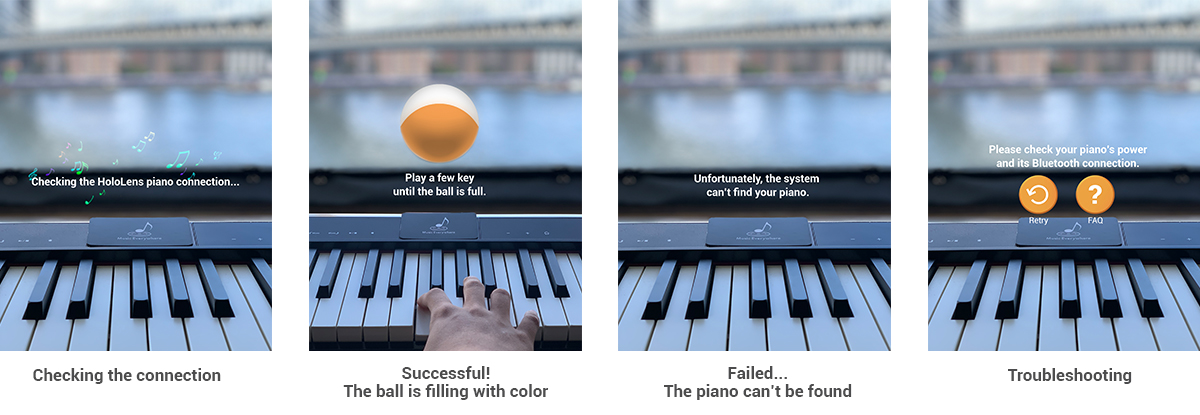 Checking the HoloLens piano connection...
Checking the connection
Play a few key
until the ball is full.
Successful!
The ball is filling with color
Unfortunately, the system
can't find your piano.
Failed...
The piano can't be found
Please check your piano's power
and its Bluetooth connection.
?
Retry
FAQ
Troubleshooting